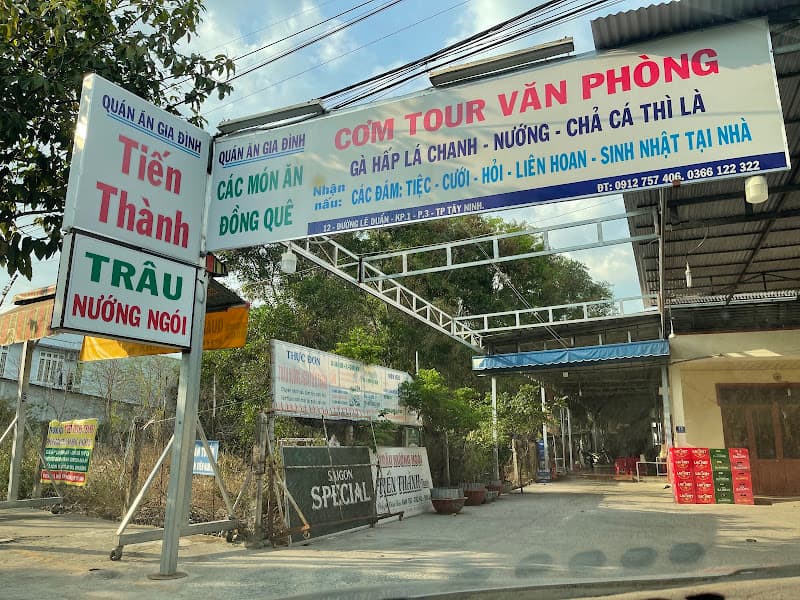 QUÁN ĂN GIA ĐÌNH
Tiến
Thành
TRÂU
NƯỚNG NGÓI
QUÁN ĂN GIA ĐÌNH
CÁC MÓN ĂN
ĐỒNG QUÊ
CƠM TOUR VĂN PHÒNG
GÀ HẤP LÁ CHANH - NƯỚNG - CHẢ CÁ THÌ LÀ
Nhận nấu: CÁC ĐÁM: TIỆC - CƯỚI - HỎI - LIÊN HOAN - SINH NHẬT TẠI NHÀ
12 - ĐƯỜNG LÊ DUẨN - KP.1 - P.3 - TP TÂY NINH.
ĐT: 0912 757 406. 0366 122 322
THỰC ĐƠN
SAIGON
SPECIAL
TIẾN THÀNH